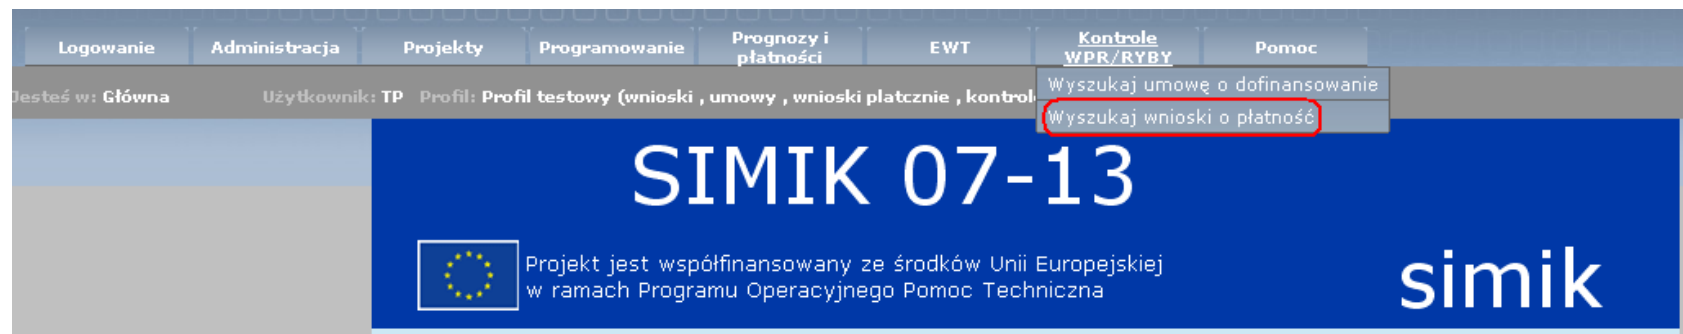 Logowanie Administracja Projekty Programowanie Prognozy i płatności EWT Kontrole WPR/RYBY Pomoc
Jesteś w: Główna Użytkownik: TP Profil: Profil testowy (wnioski , umowy , wnioski platcznie , kontrol
Wyszukaj umowę o dofinansowanie
Wyszukaj wnioski o płatność
SIMIK 07-13
Projekt jest współfinansowany ze środków Unii Europejskiej
w ramach Programu Operacyjnego Pomoc Techniczna
simik